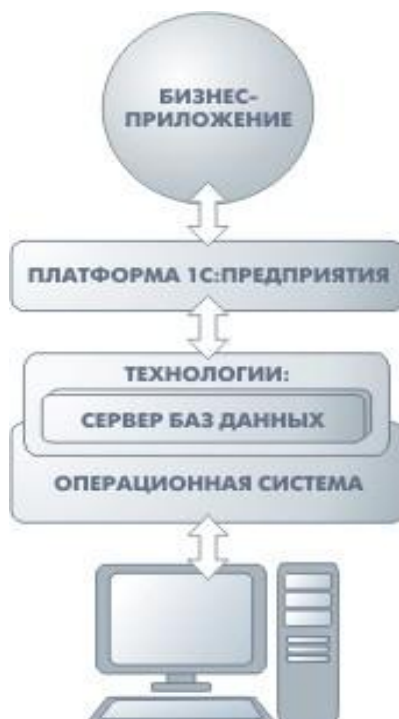 БИЗНЕС-
ПРИЛОЖЕНИЕ
ПЛАТФОРМА 1С:ПРЕДПРИЯТИЯ
ТЕХНОЛОГИИ:
СЕРВЕР БАЗ ДАННЫХ
ОПЕРАЦИОННАЯ СИСТЕМА